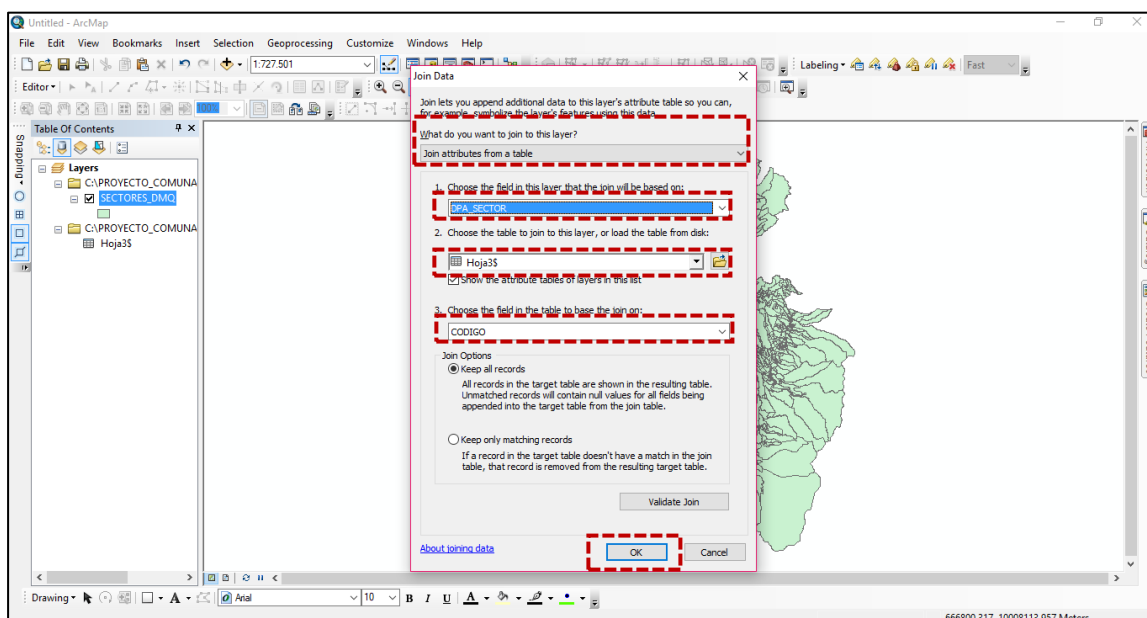 Untitled - ArcMap
File Edit View Bookmarks Insert Selection Geoprocessing Customize Windows Help
1:727.501
Labeling
Fast
Editor
100%
Table Of Contents
Snapping
Layers
C:\PROYECTO_COMUNA
SECTORES_DMQ
C:\PROYECTO_COMUNA
Hoja3$
Join Data
Join lets you append additional data to this layer's attribute table so you can,
for example, symbolize the layer's features using this data.
What do you want to join to this layer?
Join attributes from a table
1. Choose the field in this layer that the join will be based on:
DPA_SECTOR
2. Choose the table to join to this layer, or load the table from disk:
Hoja3$
Show the attribute tables of layers in this list
3. Choose the field in the table to base the join on:
CODIGO
Join Options
Keep all records
All records in the target table are shown in the resulting table.
Unmatched records will contain null values for all fields being
appended into the target table from the join table.
Keep only matching records
If a record in the target table doesn't have a match in the join
table, that record is removed from the resulting target table.
Validate Join
About joining data
OK
Cancel
Drawing
A
Arial
10
B I U A
666800,317 10008113,957 Meters